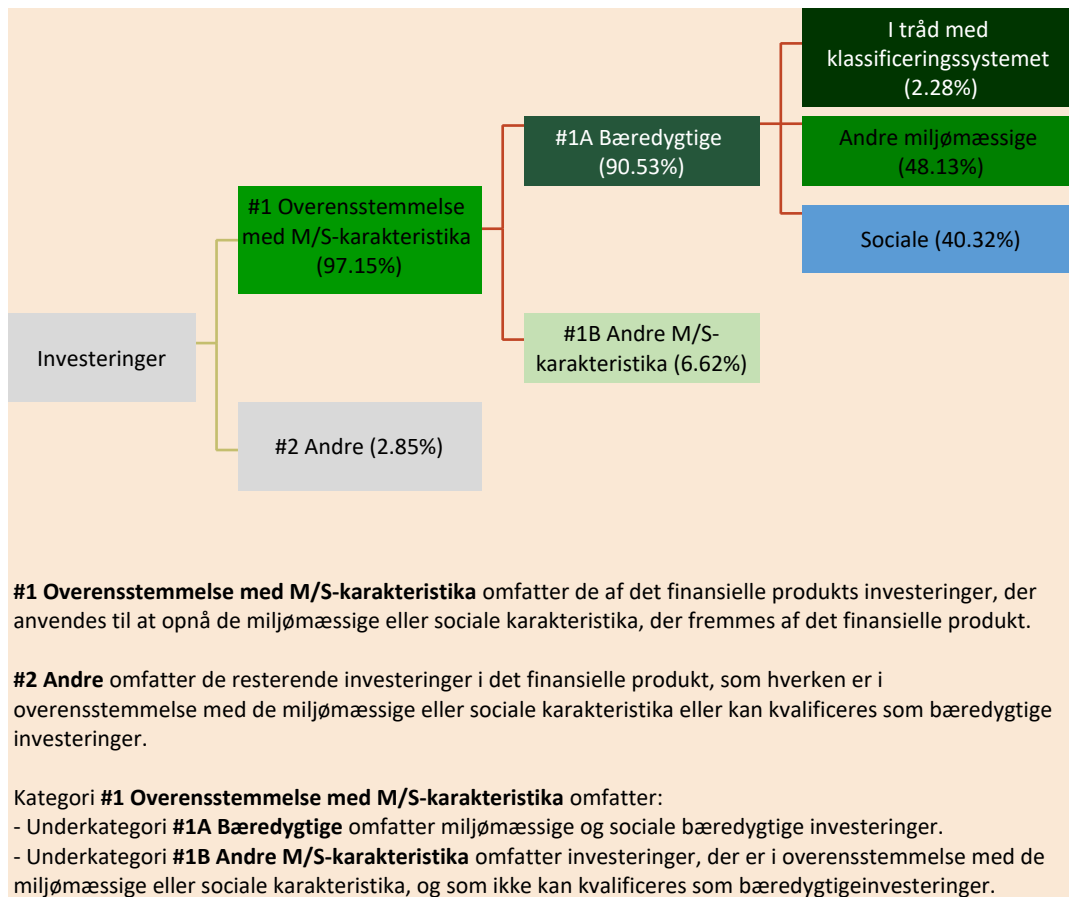 I tråd med
klassificeringssystemet
(2.28%)
#1A Bæredygtige
(90.53%)
Andre miljømæssige
(48.13%)
#1 Overensstemmelse
med M/S-karakteristika
(97.15%)
Sociale (40.32%)
Investeringer
#1B Andre M/S-
karakteristika (6.62%)
#2 Andre (2.85%)
#1 Overensstemmelse med M/S-karakteristika omfatter de af det finansielle produkts investeringer, der
anvendes til at opnå de miljømæssige eller sociale karakteristika, der fremmes af det finansielle produkt.
#2 Andre omfatter de resterende investeringer i det finansielle produkt, som hverken er i
overensstemmelse med de miljømæssige eller sociale karakteristika eller kan kvalificeres som bæredygtige
investeringer.
Kategori #1 Overensstemmelse med M/S-karakteristika omfatter:
- Underkategori #1A Bæredygtige omfatter miljømæssige og sociale bæredygtige investeringer.
- Underkategori #1B Andre M/S-karakteristika omfatter investeringer, der er i overensstemmelse med de
miljømæssige eller sociale karakteristika, og som ikke kan kvalificeres som bæredygtigeinvesteringer.